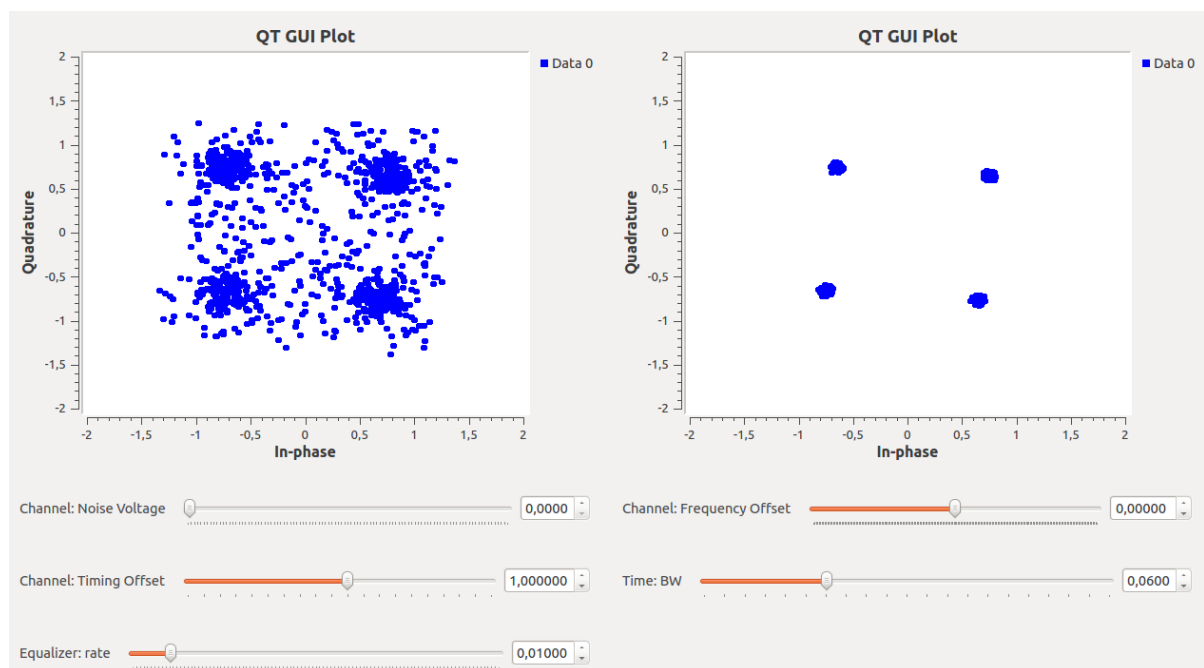 QT GUI Plot
Data 0
2
1,5
1
0,5
0
-0,5
-1
-1,5
-2
Quadrature
-2 -1,5 -1 -0,5 0 0,5 1 1,5 2
In-phase
QT GUI Plot
Data 0
2
1,5
1
0,5
0
-0,5
-1
-1,5
-2
Quadrature
-2 -1,5 -1 -0,5 0 0,5 1 1,5 2
In-phase
Channel: Noise Voltage 0,0000
Channel: Frequency Offset 0,00000
Channel: Timing Offset 1,000000
Time: BW 0,0600
Equalizer: rate 0,01000